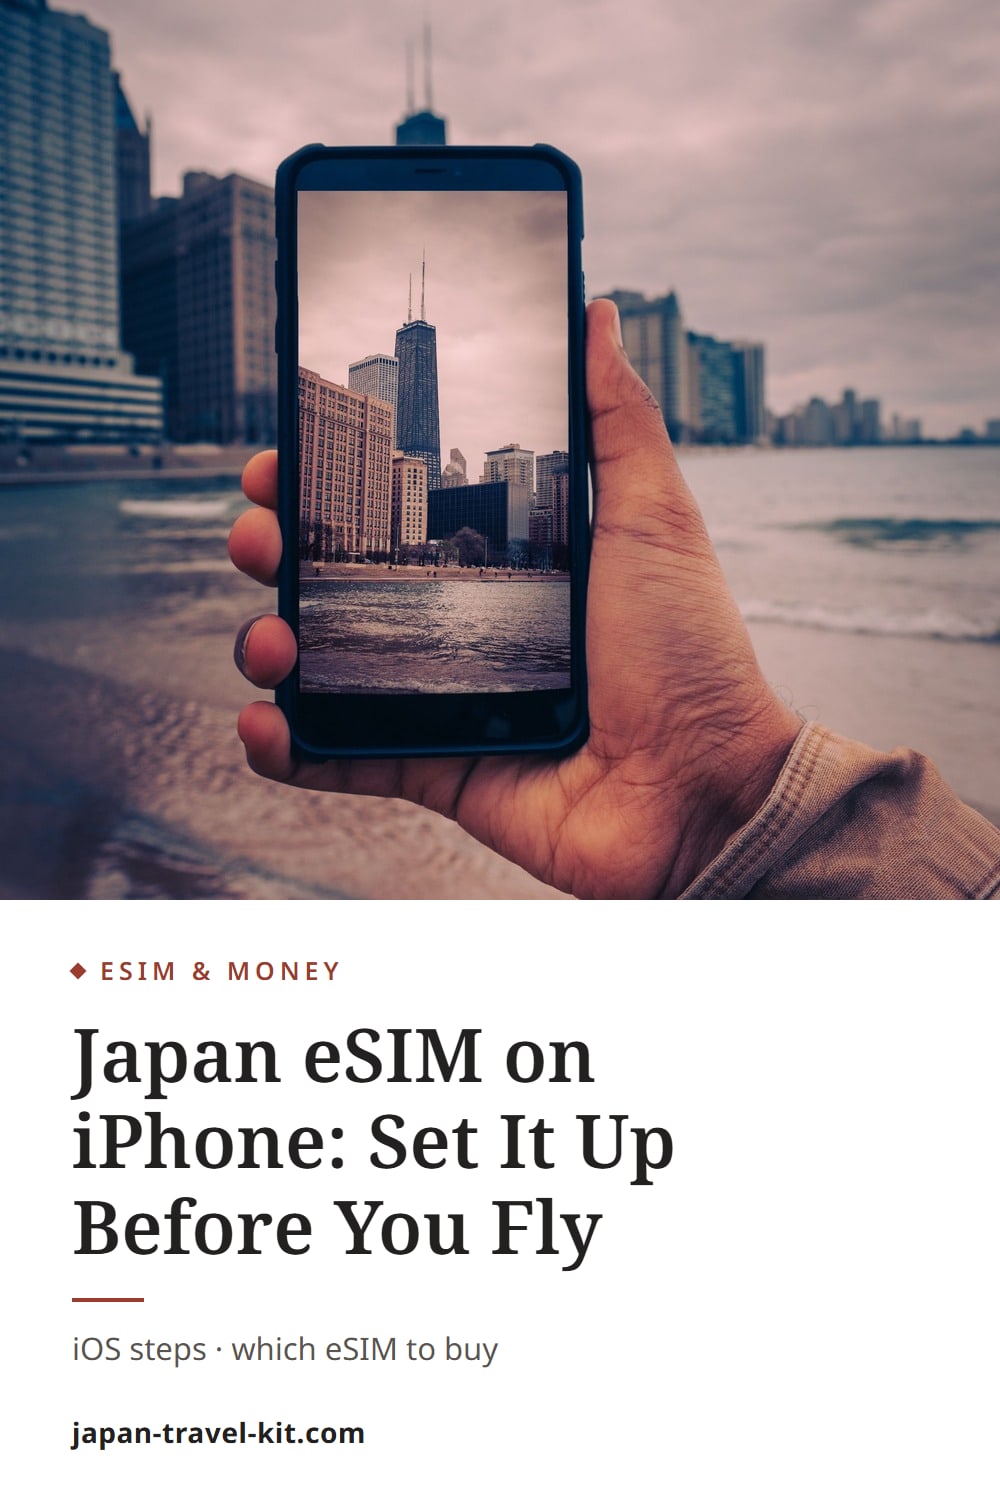 ESIM & MONEY
Japan eSIM on
iPhone: Set It Up
Before You Fly
iOS steps · which eSIM to buy
japan-travel-kit.com